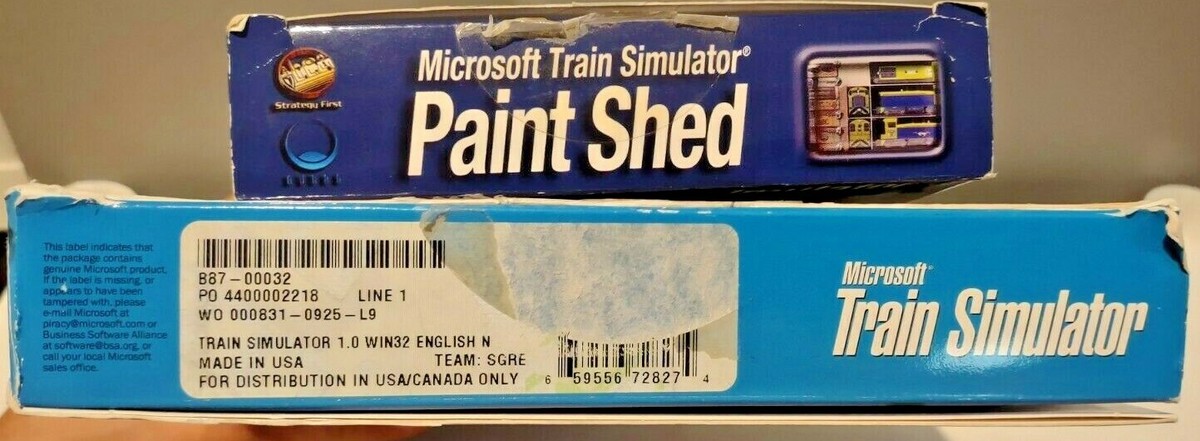 Strategy First
Microsoft Train Simulator®
Paint Shed
This label indicates that
the package contains
genuine Microsoft product.
If the label is missing, or
appears to have been
tampered with, please
e-mail Microsoft at
piracy@microsoft.com or
Business Software Alliance
at software@bsa.org, or
call your local Microsoft
sales office.
B87-00032
PO 4400002218 LINE 1
WO 000831-0925-L9
TRAIN SIMULATOR 1.0 WIN32 ENGLISH N
MADE IN USA TEAM: SGRE
FOR DISTRIBUTION IN USA/CANADA ONLY
6 59556 72827 4
Microsoft
Train Simulator